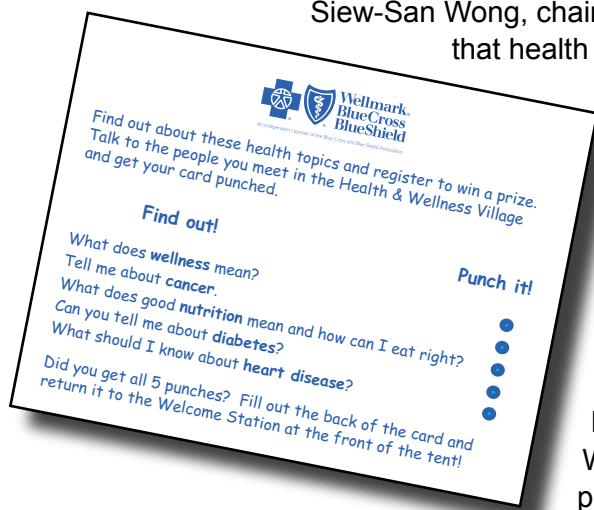 Siew-San Wong, chair
that health
Wellmark.
BlueCross
BlueShield
An Independent Licensee of the Blue Cross and Blue Shield Association
Find out about these health topics and register to win a prize.
Talk to the people you meet in the Health & Wellness Village
and get your card punched.
Find out!
Punch it!
What does wellness mean?
Tell me about cancer.
What does good nutrition mean and how can I eat right?
Can you tell me about diabetes?
What should I know about heart disease?
Did you get all 5 punches? Fill out the back of the card and
return it to the Welcome Station at the front of the tent!